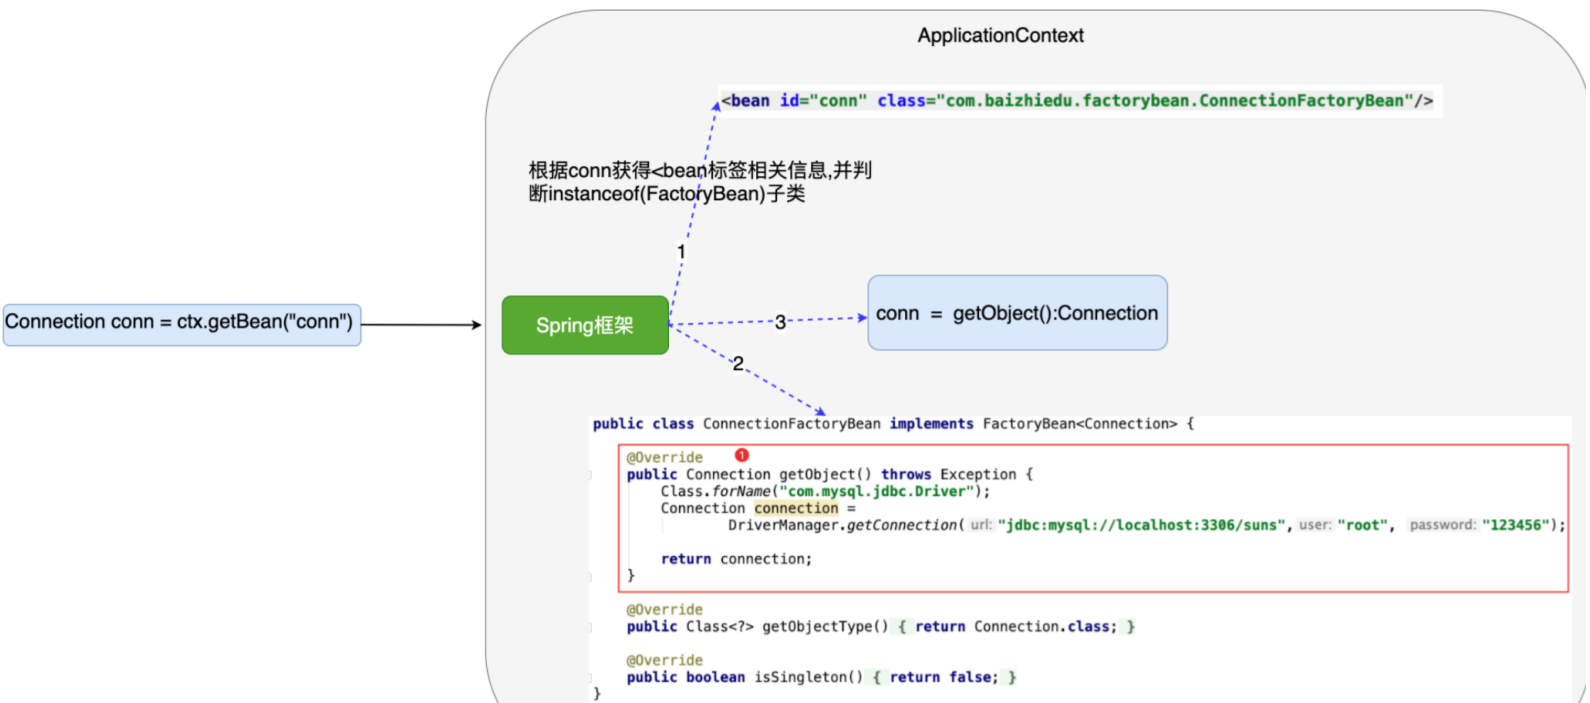 ApplicationContext
<bean id="conn" class="com.baizhiedu.factorybean.ConnectionFactoryBean"/>
根据conn获得<bean标签相关信息,并判
断instanceof(FactoryBean)子类
1
Connection conn = ctx.getBean("conn")
Spring框架
3
conn = getObject():Connection
2
public class ConnectionFactoryBean implements FactoryBean<Connection> {
@Override 1
public Connection getObject() throws Exception {
Class.forName("com.mysql.jdbc.Driver");
Connection connection =
DriverManager.getConnection( url: "jdbc:mysql://localhost:3306/suns", user: "root", password: "123456");
return connection;
}
@Override
public Class<?> getObjectType() { return Connection.class; }
@Override
public boolean isSingleton() { return false; }
}